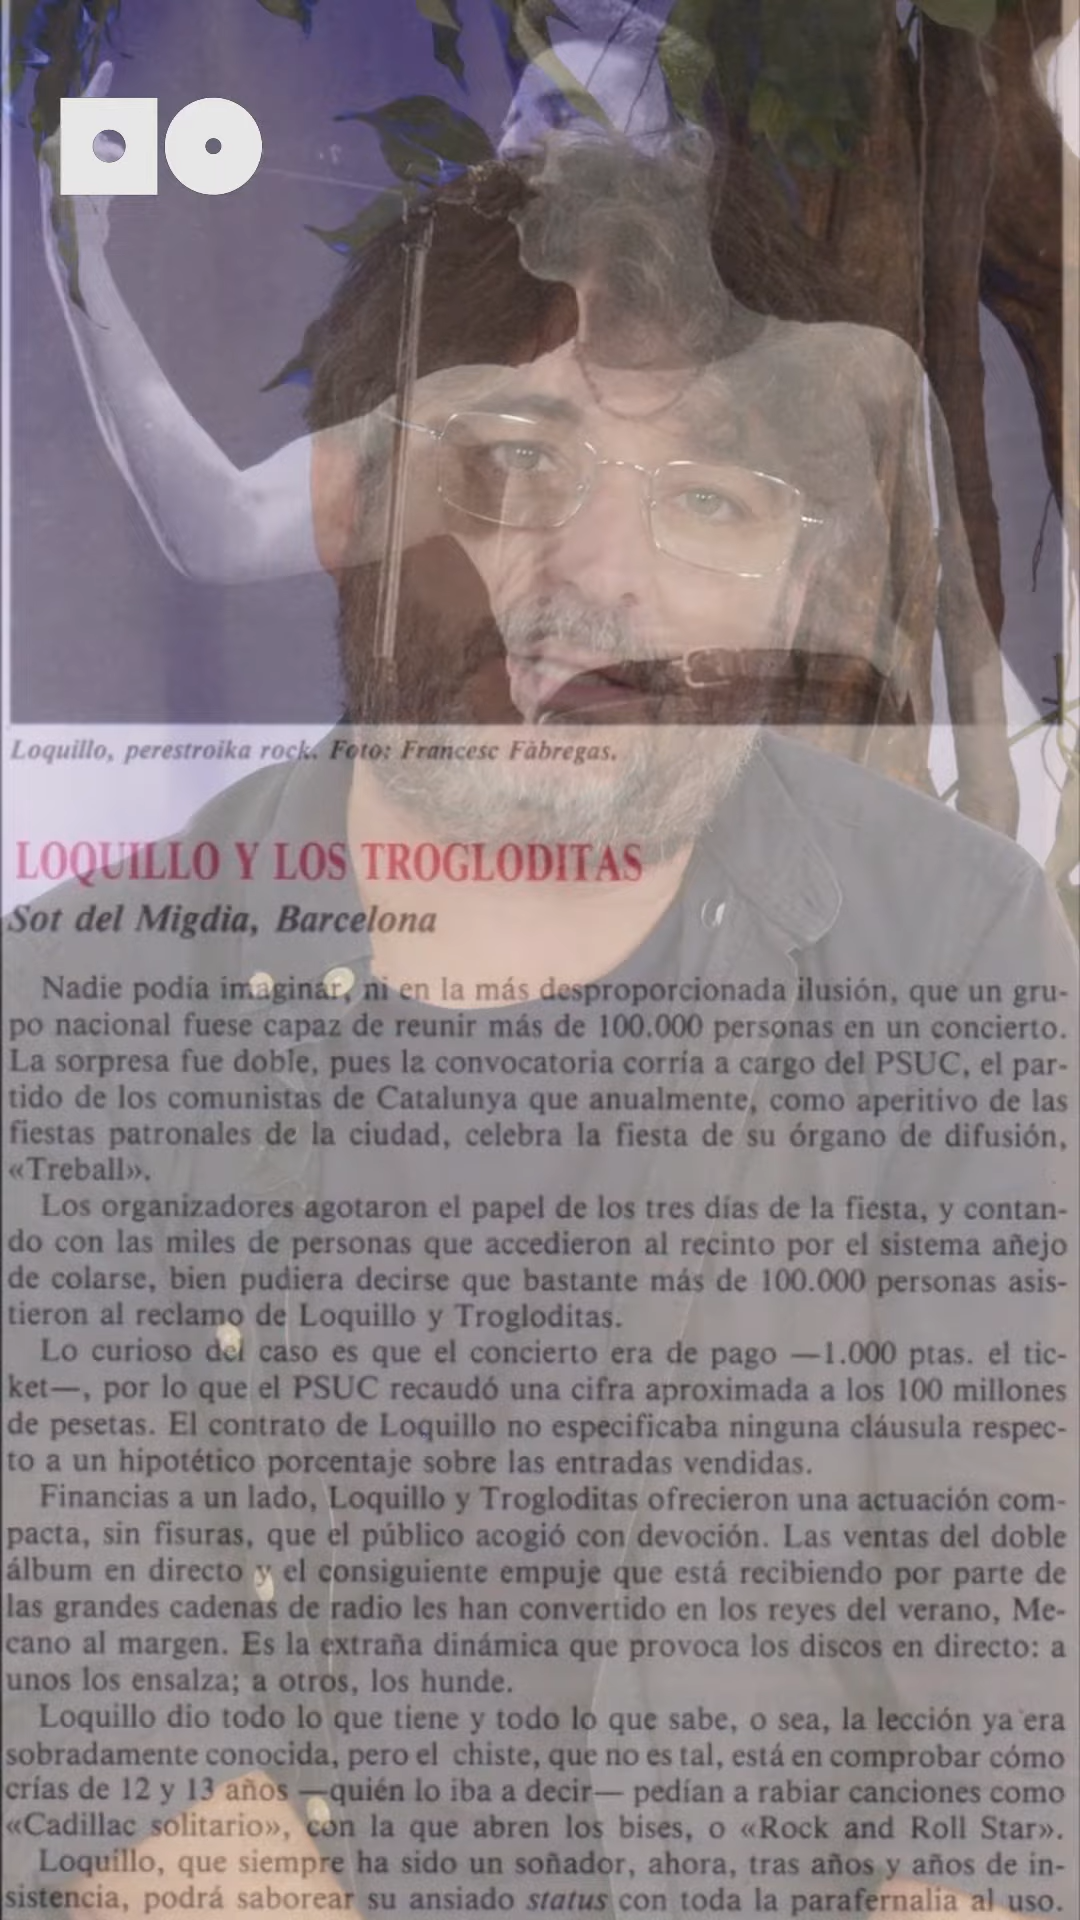 Loquillo, perestroika rock. Foto: Francesc Fàbregas.
LOQUILLO Y LOS TROGLODITAS
Sot del Migdia, Barcelona
Nadie podía imaginar, ni en la más desproporcionada ilusión, que un gru-
po nacional fuese capaz de reunir más de 100.000 personas en un concierto.
La sorpresa fue doble, pues la convocatoria corría a cargo del PSUC, el par-
tido de los comunistas de Catalunya que anualmente, como aperitivo de las
fiestas patronales de la ciudad, celebra la fiesta de su órgano de difusión,
«Treball».
Los organizadores agotaron el papel de los tres días de la fiesta, y contan-
do con las miles de personas que accedieron al recinto por el sistema añejo
de colarse, bien pudiera decirse que bastante más de 100.000 personas asis-
tieron al reclamo de Loquillo y Trogloditas.
Lo curioso del caso es que el concierto era de pago —1.000 ptas. el tic-
ket—, por lo que el PSUC recaudó una cifra aproximada a los 100 millones
de pesetas. El contrato de Loquillo no especificaba ninguna cláusula respec-
to a un hipotético porcentaje sobre las entradas vendidas.
Financias a un lado, Loquillo y Trogloditas ofrecieron una actuación com-
pacta, sin fisuras, que el público acogió con devoción. Las ventas del doble
álbum en directo y el consiguiente empuje que está recibiendo por parte de
las grandes cadenas de radio les han convertido en los reyes del verano, Me-
cano al margen. Es la extraña dinámica que provoca los discos en directo: a
unos los ensalza; a otros, los hunde.
Loquillo dio todo lo que tiene y todo lo que sabe, o sea, la lección ya era
sobradamente conocida, pero el chiste, que no es tal, está en comprobar cómo
crías de 12 y 13 años —quién lo iba a decir— pedían a rabiar canciones como
«Cadillac solitario», con la que abren los bises, o «Rock and Roll Star».
Loquillo, que siempre ha sido un soñador, ahora, tras años y años de in-
sistencia, podrá saborear su ansiado status con toda la parafernalia al uso.